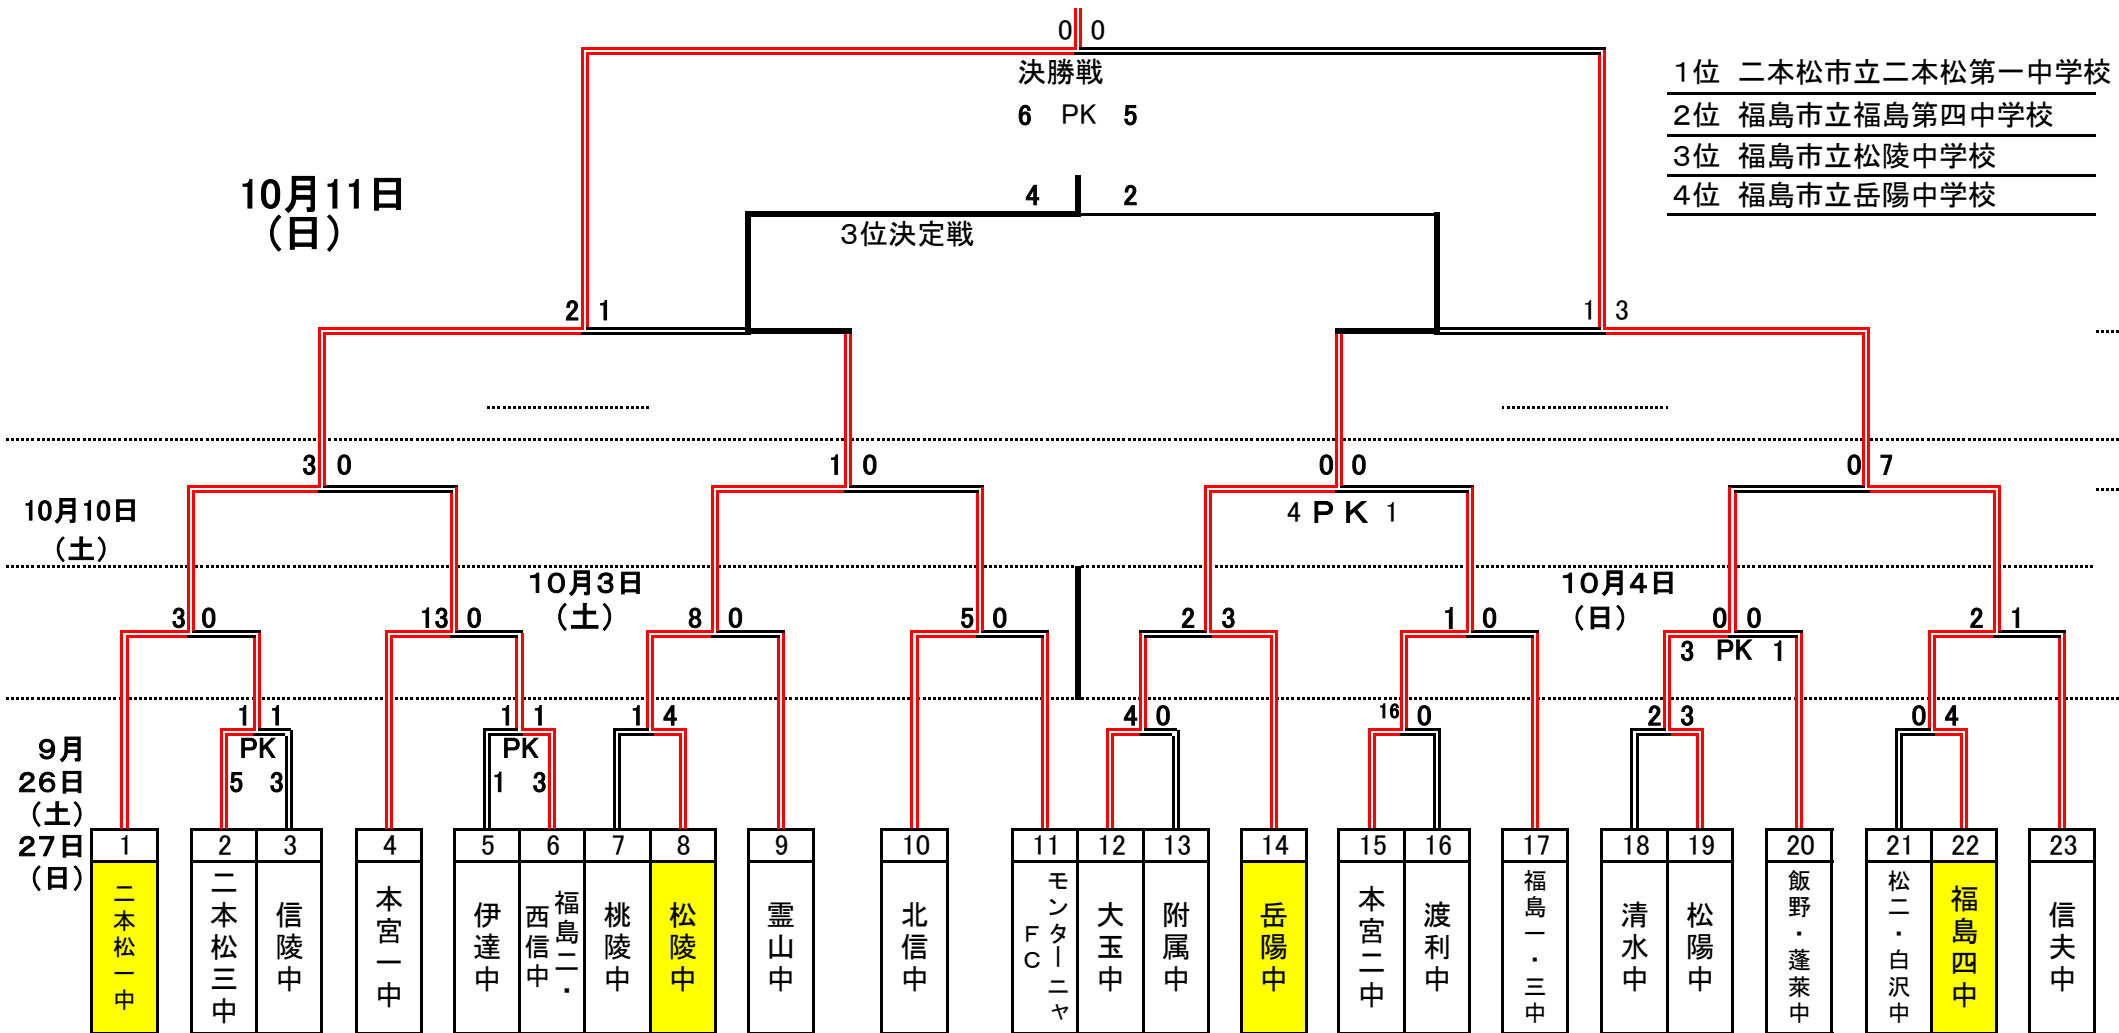 0 0
決勝戦
6 PK 5
1位 二本松市立二本松第一中学校
2位 福島市立福島第四中学校
3位 福島市立松陵中学校
4位 福島市立岳陽中学校
10月11日
（日）
4 2
3位決定戦
2 1
1 3
3 0
1 0
0 0
0 7
10月10日
（土）
4 PK 1
10月3日
（土）
10月4日
（日）
3 0
13 0
8 0
5 0
2 3
1 0
0 0
3 PK 1
2 1
1 1
PK
5 3
1 1
PK
1 3
1 4
4 0
16 0
2 3
0 4
9月
26日
（土）
27日
（日）
1 2 3 4 5 6 7 8 9 10 11 12 13 14 15 16 17 18 19 20 21 22 23
二本松一中
二本松三中
信陵中
本宮一中
伊達中
福島二・
西信中
桃陵中
松陵中
霊山中
北信中
モンターニャ
FC
大玉中
附属中
岳陽中
本宮二中
渡利中
福島一・三中
清水中
松陽中
飯野・蓬莱中
松二・白沢中
福島四中
信夫中